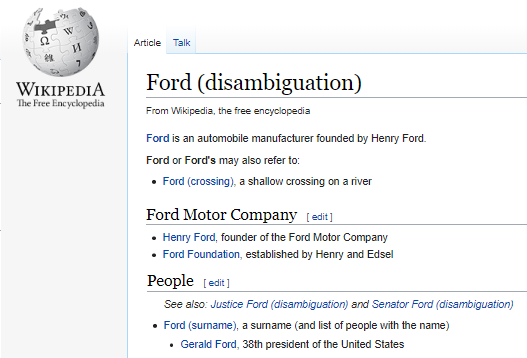 WIKIPEDIA
The Free Encyclopedia
Article Talk
Ford (disambiguation)
From Wikipedia, the free encyclopedia
Ford is an automobile manufacturer founded by Henry Ford.
Ford or Ford's may also refer to:
• Ford (crossing), a shallow crossing on a river
Ford Motor Company [ edit ]
• Henry Ford, founder of the Ford Motor Company
• Ford Foundation, established by Henry and Edsel
People [ edit ]
See also: Justice Ford (disambiguation) and Senator Ford (disambiguation)
• Ford (surname), a surname (and list of people with the name)
• Gerald Ford, 38th president of the United States